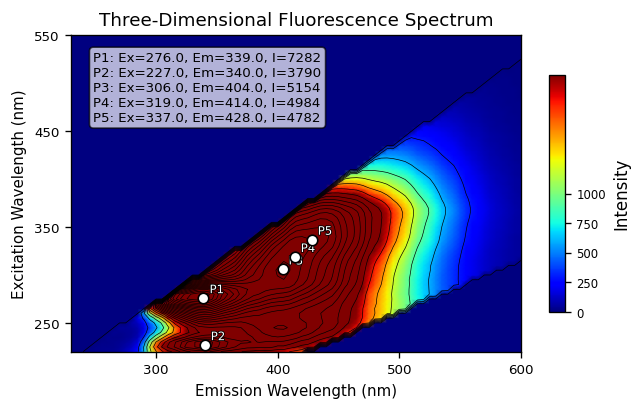 Three-Dimensional Fluorescence Spectrum
P1: Ex=276.0, Em=339.0, I=7282
P2: Ex=227.0, Em=340.0, I=3790
P3: Ex=306.0, Em=404.0, I=5154
P4: Ex=319.0, Em=414.0, I=4984
P5: Ex=337.0, Em=428.0, I=4782
550
450
350
250
Excitation Wavelength (nm)
P5
P4
P3
P1
P2
300 400 500 600
Emission Wavelength (nm)
1000
750
500
250
0
Intensity